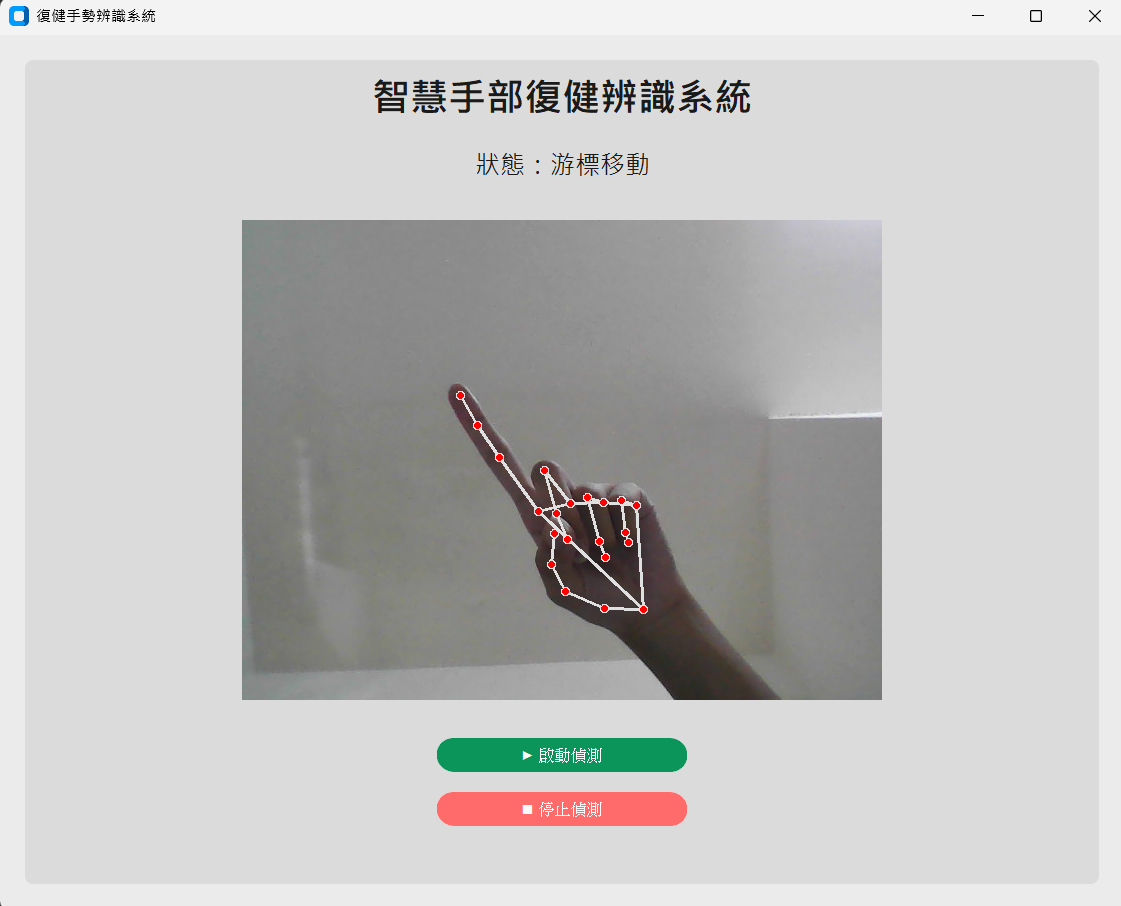 復健手勢辨識系統
智慧手部復健辨識系統
狀態：游標移動
► 啟動偵測
■ 停止偵測